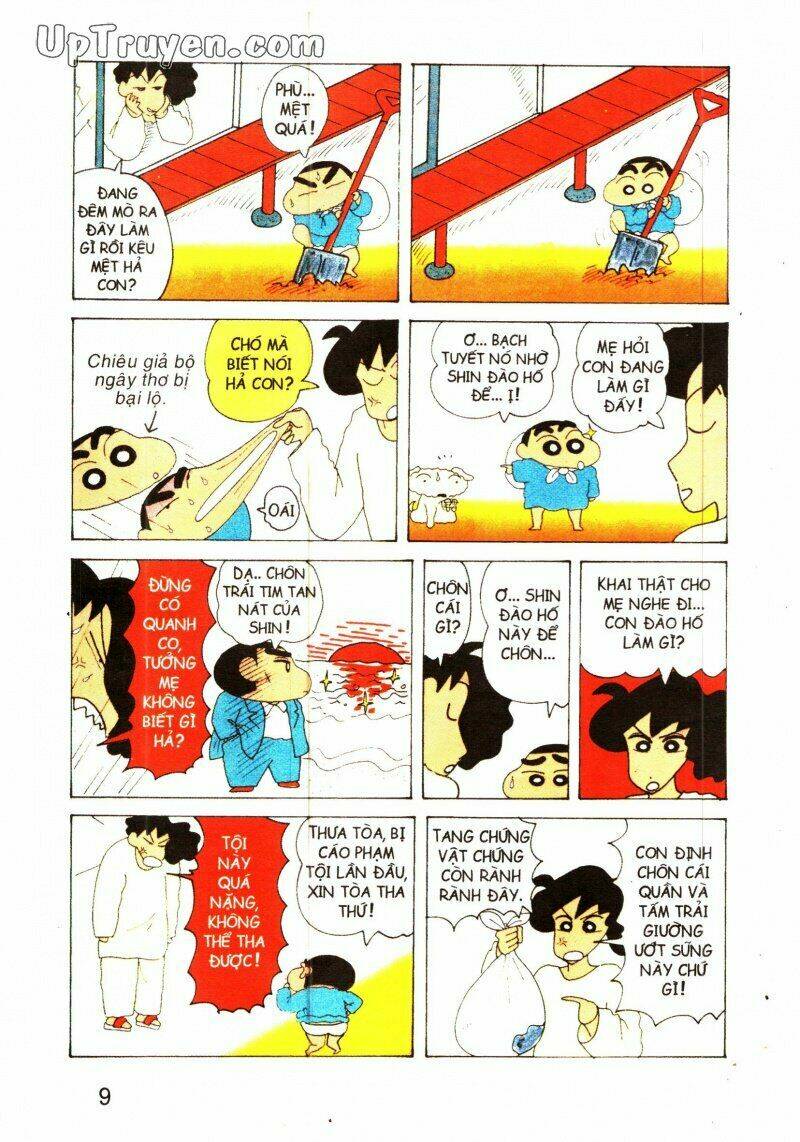 UpTruyen.com
PHÙ...
MỆT
QUÁ!
ĐANG
ĐÊM MÒ RA
ĐÂY LÀM
GÌ RỒI KÊU
MỆT HẢ
CON?
MẸ HỎI
CON ĐANG
LÀM GÌ
ĐẤY!
Ơ... BẠCH
TUYẾT NÓ NHỜ
SHIN ĐÀO HỐ
ĐỂ... Ị!
CHÓ MÀ
BIẾT NÓI
HẢ CON?
Chiêu giả bộ
ngây thơ bị
bại lộ.
OÁI
KHAI THẬT CHO
MẸ NGHE ĐI...
CON ĐÀO HỐ
LÀM GÌ?
Ơ... SHIN
ĐÀO HỐ
NÀY ĐỂ
CHÔN...
CHÔN
CÁI
GÌ?
DẠ.. CHÔN
TRÁI TIM TAN
NÁT CỦA
SHIN!
ĐỪNG
CÓ
QUANH
CO,
TƯỞNG
MẸ
KHÔNG
BIẾT GÌ
HẢ?
CON ĐỊNH
CHÔN CÁI
QUẦN VÀ
TẤM TRẢI
GIƯỜNG
ƯỚT SŨNG
NÀY CHỨ
GÌ!
TANG CHỨNG
VẬT CHỨNG
CÒN RÀNH
RÀNH ĐÂY.
THƯA TÒA, BỊ
CÁO PHẠM
TỘI LẦN ĐẦU,
XIN TÒA THA
THỨ!
TỘI
NÀY
QUÁ
NẶNG,
KHÔNG
THỂ THA
ĐƯỢC!
9